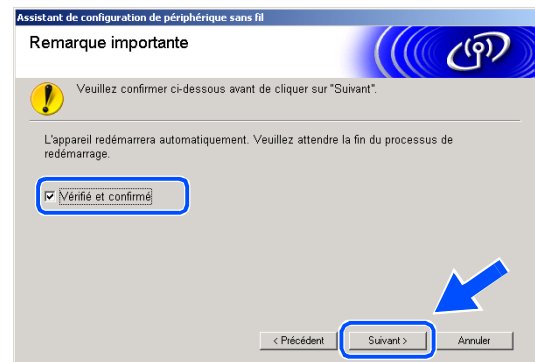 Assistant de configuration de périphérique sans fil
Remarque importante
Veuillez confirmer ci-dessous avant de cliquer sur "Suivant".
L'appareil redémarrera automatiquement. Veuillez attendre la fin du processus de
redémarrage.
Vérifié et confirmé
< Précédent
Suivant >
Annuler